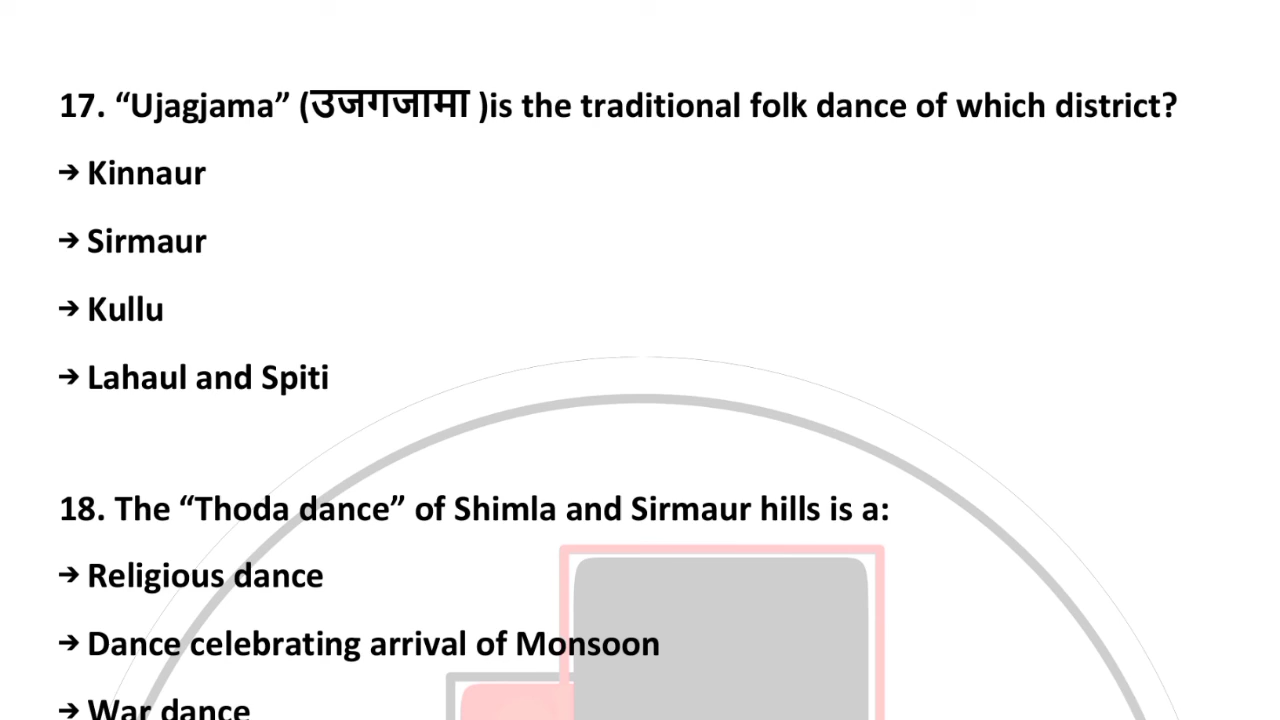 17. “Ujagjama” (उजगजामा )is the traditional folk dance of which district?
→ Kinnaur
→ Sirmaur
→ Kullu
→ Lahaul and Spiti
18. The “Thoda dance” of Shimla and Sirmaur hills is a:
→ Religious dance
→ Dance celebrating arrival of Monsoon
→ War dance